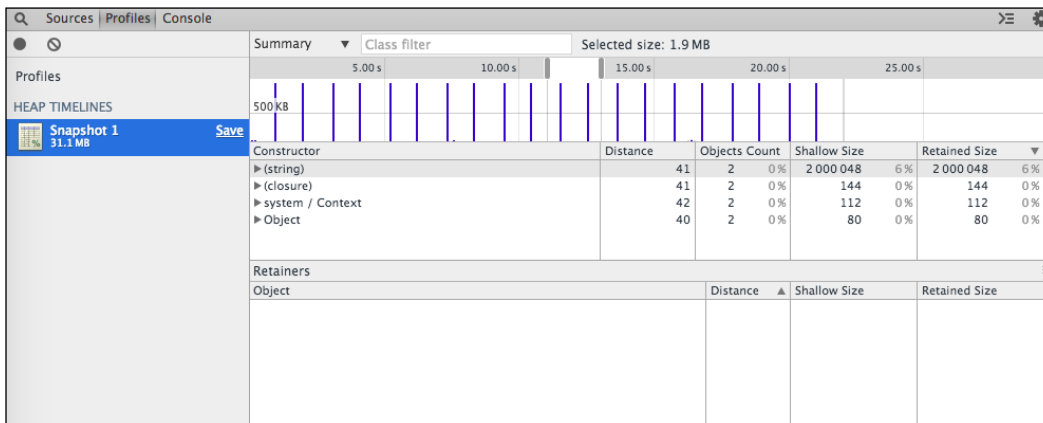 Sources Profiles Console
Summary ▼ Class filter Selected size: 1.9 MB
Profiles
5.00 s 10.00 s 15.00 s 20.00 s 25.00 s
HEAP TIMELINES
500 KB
Snapshot 1 Save
31.1 MB
Constructor Distance Objects Count Shallow Size Retained Size ▼
▶ (string) 41 2 0% 2 000 048 6% 2 000 048 6%
▶ (closure) 41 2 0% 144 0% 144 0%
▶ system / Context 42 2 0% 112 0% 112 0%
▶ Object 40 2 0% 80 0% 80 0%
Retainers
Object Distance ▲ Shallow Size Retained Size